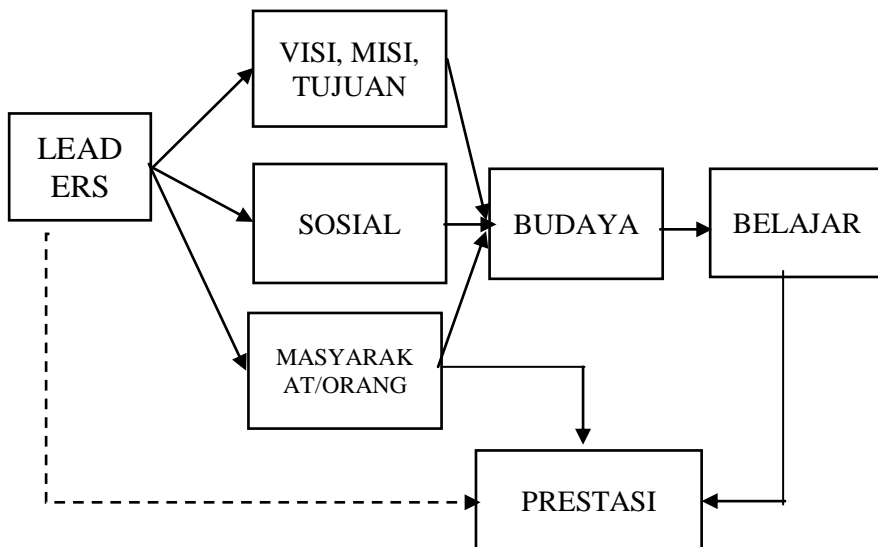 VISI, MISI,
TUJUAN
LEAD
ERS
SOSIAL
BUDAYA
BELAJAR
MASYARAK
AT/ORANG
PRESTASI